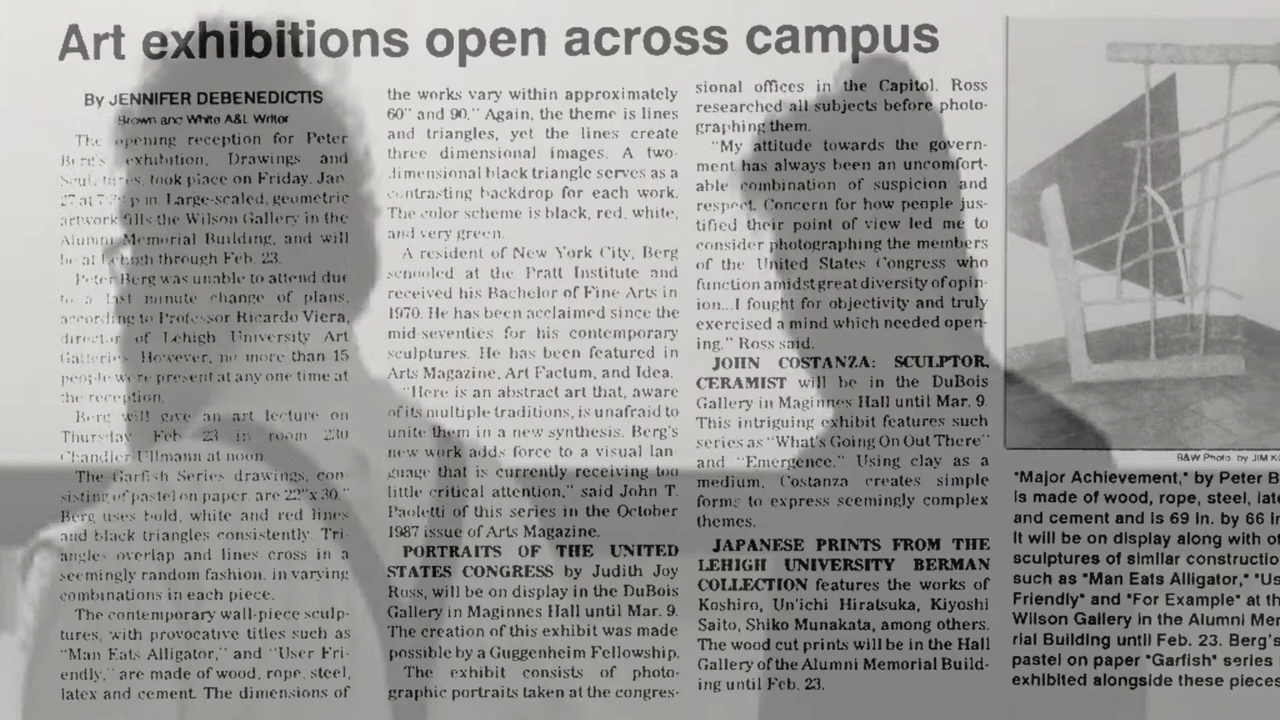 Art exhibitions open across campus
By JENNIFER DEBENEDICTIS
Brown and White A&L Writer
The opening reception for Peter
Berg's exhibition, Drawings and
took place on Friday, Jan.
27 at p.m. Large-scaled, geometric
artwork fills the Wilson Gallery in the
Alumni Memorial Building, and will
be at Lehigh through Feb. 23.
Peter Berg was unable to attend due
to a last minute change of plans,
according to Professor Ricardo Viera,
director of Lehigh University Art
Galleries. However, no more than 15
people were present at any one time at
the reception.
Berg will give an art lecture on
Thursday Feb. 23 in room 230
Chandler-Ullmann at noon.
The Garfish Series drawings, con-
sisting of pastel on paper, are 22"x 30."
Berg uses bold, white and red lines
and black triangles consistently. Tri-
angles overlap and lines cross in a
seemingly random fashion, in varying
combinations in each piece.
The contemporary wall-piece sculp-
tures, with provocative titles such as
"Man Eats Alligator," and "User Fri-
endly," are made of wood, rope, steel,
latex and cement. The dimensions of
the works vary within approximately
60" and 90." Again, the theme is lines
and triangles, yet the lines create
three dimensional images. A two-
dimensional black triangle serves as a
contrasting backdrop for each work.
The color scheme is black, red, white,
and very green.
A resident of New York City, Berg
schooled at the Pratt Institute and
received his Bachelor of Fine Arts in
1970. He has been acclaimed since the
mid-seventies for his contemporary
sculptures. He has been featured in
Arts Magazine, Art Factum, and Idea.
"Here is an abstract art that, aware
of its multiple traditions, is unafraid to
unite them in a new synthesis. Berg's
new work adds force to a visual lan-
guage that is currently receiving too
little critical attention," said John T.
Paoletti of this series in the October
1987 issue of Arts Magazine.
PORTRAITS OF THE UNITED
STATES CONGRESS by Judith Joy
Ross, will be on display in the DuBois
Gallery in Maginnes Hall until Mar. 9.
The creation of this exhibit was made
possible by a Guggenheim Fellowship.
The exhibit consists of photo-
graphic portraits taken at the congres-
sional offices in the Capitol. Ross
researched all subjects before photo-
graphing them.
"My attitude towards the govern-
ment has always been an uncomfort-
able combination of suspicion and
respect. Concern for how people jus-
tified their point of view led me to
consider photographing the members
of the United States Congress who
function amidst great diversity of opin-
ion...I fought for objectivity and truly
exercised a mind which needed open-
ing." Ross said.
JOHN COSTANZA: SCULPTOR,
CERAMIST will be in the DuBois
Gallery in Maginnes Hall until Mar. 9.
This intriguing exhibit features such
series as "What's Going On Out There"
and "Emergence." Using clay as a
medium, Costanza creates simple
forms to express seemingly complex
themes.
JAPANESE PRINTS FROM THE
LEHIGH UNIVERSITY BERMAN
COLLECTION features the works of
Koshiro, Un'ichi Hiratsuka, Kiyoshi
Saito, Shiko Munakata, among others.
The wood cut prints will be in the Hall
Gallery of the Alumni Memorial Build-
ing until Feb. 23.
B&W Photo by JIM
"Major Achievement," by Peter B
is made of wood, rope, steel, late
and cement and is 69 in. by 66 in
It will be on display along with ot
sculptures of similar constructio
such as "Man Eats Alligator," "Us
Friendly" and "For Example" at th
Wilson Gallery in the Alumni Mem
rial Building until Feb. 23. Berg's
pastel on paper "Garfish" series
exhibited alongside these pieces